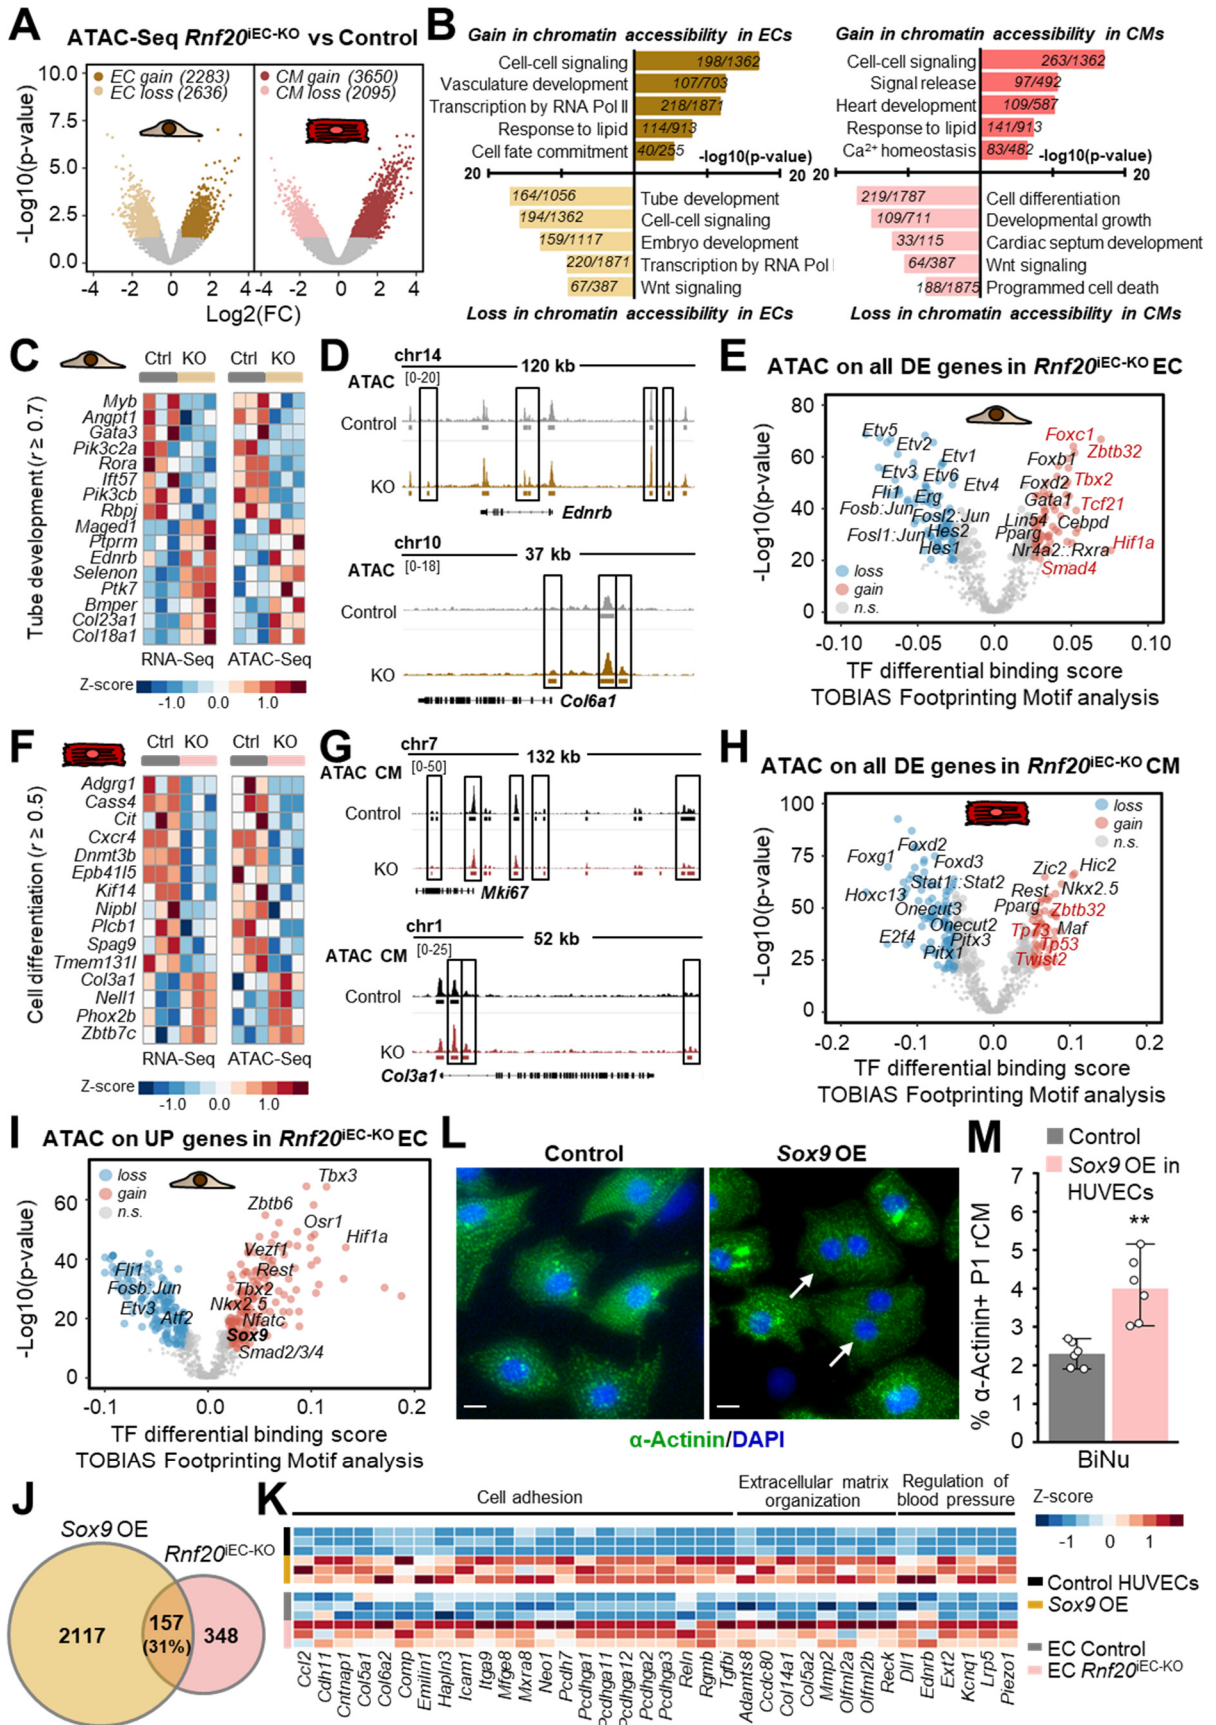 A
ATAC-Seq Rnf20iEC-KO vs Control
EC gain (2283)
EC loss (2636)
CM gain (3650)
CM loss (2095)
-Log10(p-value)
10.0
7.5
5.0
2.5
0.0
-4 -2 0 2 4 -4 -2 0 2 4
Log2(FC)
B
Gain in chromatin accessibility in ECs
Cell-cell signaling 198/1362
Vasculature development 107/703
Transcription by RNA Pol II 218/1871
Response to lipid 114/913
Cell fate commitment 40/255
-log10(p-value)
20 20
164/1056 Tube development
194/1362 Cell-cell signaling
159/1117 Embryo development
220/1871 Transcription by RNA Pol
67/387 Wnt signaling
Loss in chromatin accessibility in ECs
Gain in chromatin accessibility in CMs
Cell-cell signaling 263/1362
Signal release 97/492
Heart development 109/587
Response to lipid 141/913
Ca2+ homeostasis 83/482
-log10(p-value)
20 20
219/1787 Cell differentiation
109/711 Developmental growth
33/115 Cardiac septum development
64/387 Wnt signaling
188/1875 Programmed cell death
Loss in chromatin accessibility in CMs
C
Ctrl KO Ctrl KO
Tube development (r ≥ 0.7)
Myb
Angpt1
Gata3
Pik3c2a
Rora
Ift57
Pik3cb
Rbpj
Maged1
Ptprm
Ednrb
Selenon
Ptk7
Bmper
Col23a1
Col18a1
RNA-Seq ATAC-Seq
Z-score
-1.0 0.0 1.0
D
chr14
120 kb
ATAC [0-20]
Control
KO
Ednrb
chr10
37 kb
ATAC [0-18]
Control
KO
Col6a1
E
ATAC on all DE genes in Rnf20iEC-KO EC
-Log10(p-value)
80
60
40
20
0
Etv5
Etv2
Etv1
Etv3
Etv6
Etv4
Fli1
Erg
Fosb:Jun
Fosl2:Jun
Fosl1:Jun
Hes2
Hes1
Foxc1
Zbtb32
Foxb1
Foxd2
Tbx2
Gata1
Tcf21
Lin54
Cebpd
Pparg
Nr4a2::Rxra
Hif1a
Smad4
loss
gain
n.s.
-0.10 -0.05 0.0 0.05 0.10
TF differential binding score
TOBIAS Footprinting Motif analysis
F
Ctrl KO Ctrl KO
Cell differentiation (r ≥ 0.5)
Adgrg1
Cass4
Cit
Cxcr4
Dnmt3b
Epb41l5
Kif14
Nipbl
Plcb1
Spag9
Tmem131l
Col3a1
Nell1
Phox2b
Zbtb7c
RNA-Seq ATAC-Seq
Z-score
-1.0 0.0 1.0
G
chr7
132 kb
ATAC CM [0-50]
Control
KO
Mki67
chr1
52 kb
ATAC CM [0-25]
Control
KO
Col3a1
H
ATAC on all DE genes in Rnf20iEC-KO CM
-Log10(p-value)
100
75
50
25
0
Foxd2
Foxg1
Foxd3
Stat1::Stat2
Hoxc13
Onecut3
Onecut2
E2f4
Pitx3
Pitx1
loss
gain
n.s.
Zic2
Hic2
Rest
Nkx2.5
Pparg
Zbtb32
Tp73
Maf
Tp53
Twist2
-0.2 -0.1 0.0 0.1 0.2
TF differential binding score
TOBIAS Footprinting Motif analysis
I
ATAC on UP genes in Rnf20iEC-KO EC
-Log10(p-value)
60
40
20
0
loss
gain
n.s.
Tbx3
Zbtb6
Osr1
Hif1a
Vezf1
Rest
Fli1
Fosb:Jun
Tbx2
Etv3
Nkx2.5
Atf2
Nfatc
Sox9
Smad2/3/4
-0.1 0.0 0.1 0.2
TF differential binding score
TOBIAS Footprinting Motif analysis
L
Control
Sox9 OE
α-Actinin/DAPI
M
Control
Sox9 OE in
HUVECs
% α-Actinin+ P1 rCM
7
6
5
4
3
2
1
0
**
BiNu
J
Sox9 OE
Rnf20iEC-KO
2117
157
(31%)
348
K
Cell adhesion
Extracellular matrix
organization
Regulation of
blood pressure
Ccl2
Cdh11
Cntnap1
Col5a1
Col6a2
Comp
Emilin1
Hapln3
Icam1
Itga9
Mfge8
Mxra8
Neo1
Pcdh7
Pcdhga1
Pcdhga11
Pcdhga12
Pcdhga2
Pcdhga3
Reln
Rgmb
Tgfbi
Adamts8
Ccdc80
Col14a1
Col5a2
Mmp2
Olfml2a
Olfml2b
Reck
Dll1
Ednrb
Ext2
Kcnq1
Lrp5
Piezo1
Z-score
-1 0 1
Control HUVECs
Sox9 OE
EC Control
EC Rnf20iEC-KO